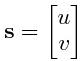 s = [u
v]